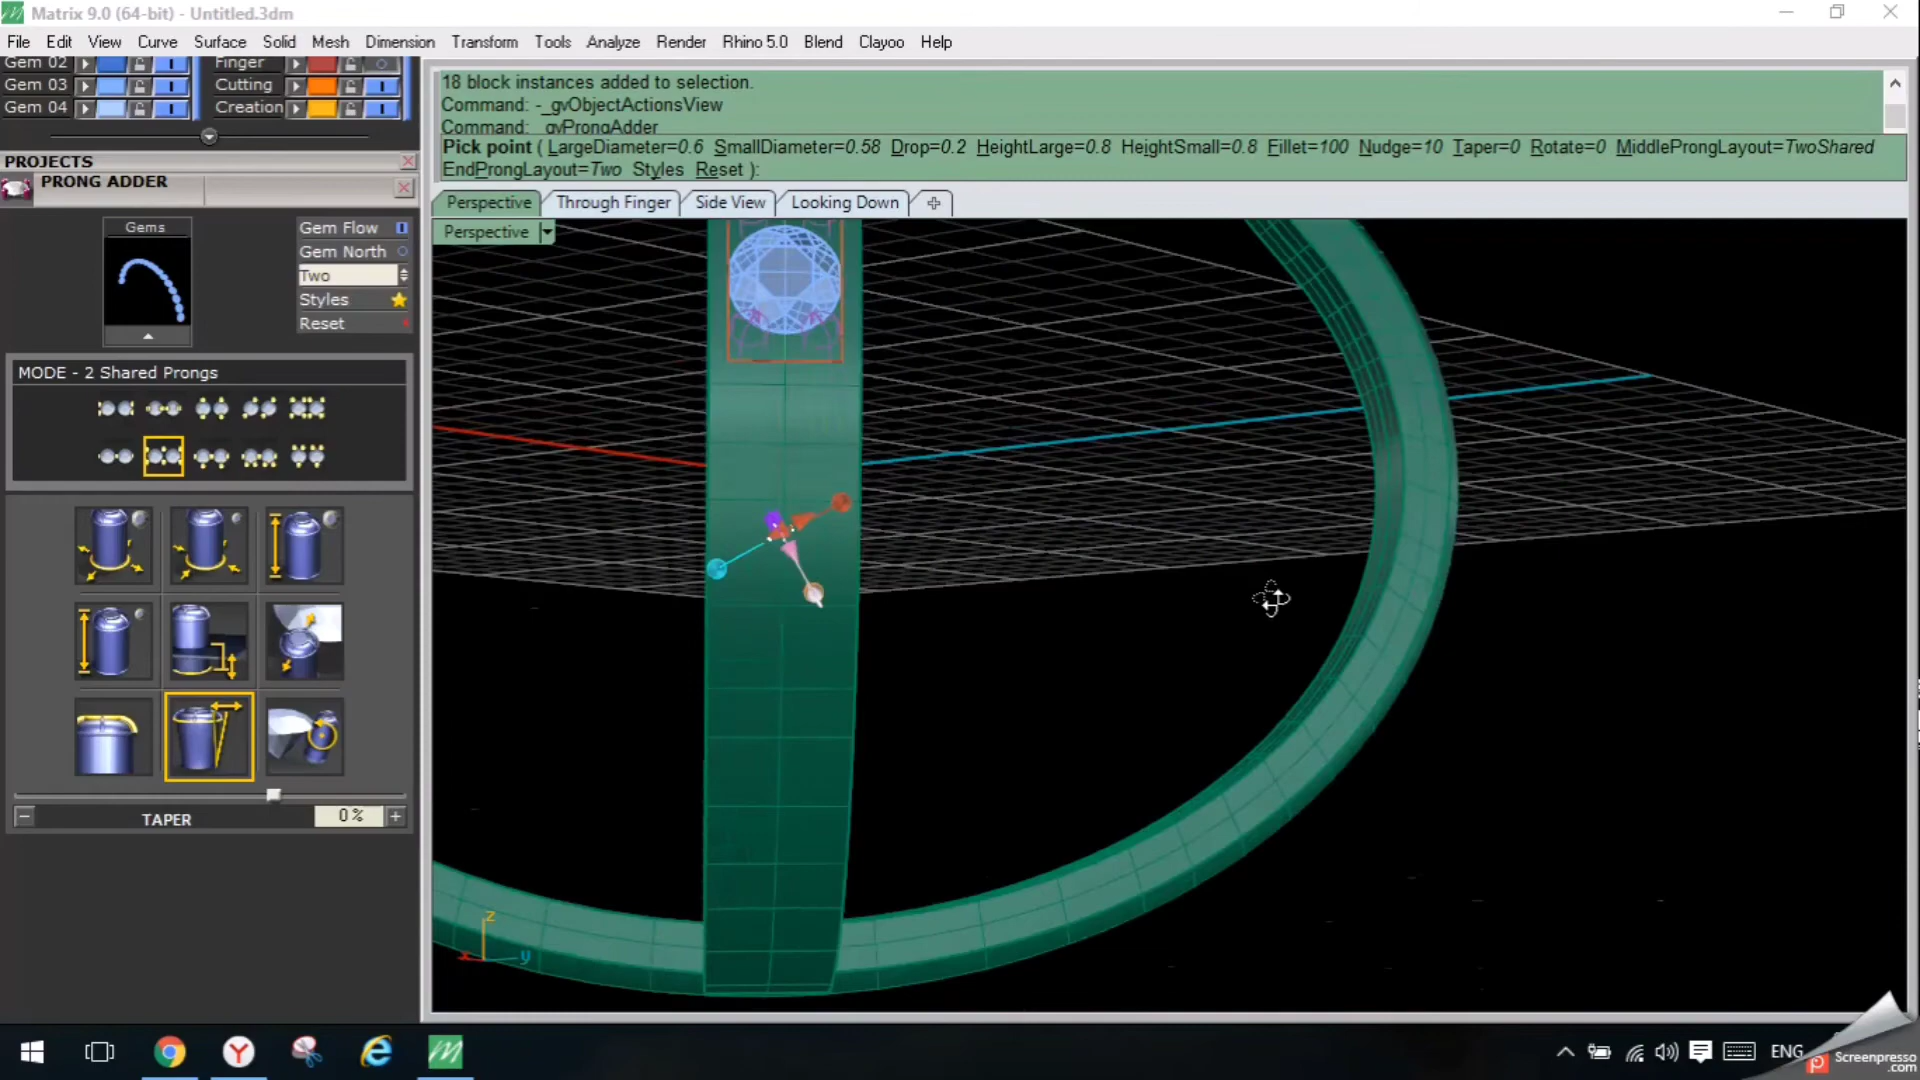 Matrix 9.0 (64-bit) - Untitled.3dm
File Edit View Curve Surface Solid Mesh Dimension Transform Tools Analyze Render Rhino 5.0 Blend Clayoo Help
Gem 02 Finger
Gem 03 Cutting
Gem 04 Creation
PROJECTS
PRONG ADDER
Gems
Gem Flow
Gem North
Two
Styles
Reset
MODE - 2 Shared Prongs
TAPER 0%
18 block instances added to selection.
Command: -_gvObjectActionsView
Command: _gvProngAdder
Pick point ( LargeDiameter=0.6 SmallDiameter=0.58 Drop=0.2 HeightLarge=0.8 HeightSmall=0.8 Fillet=100 Nudge=10 Taper=0 Rotate=0 MiddleProngLayout=TwoShared
EndProngLayout=Two Styles Reset ):
Perspective Through Finger Side View Looking Down
Perspective
z
x y
ENG
Screenpresso
.com